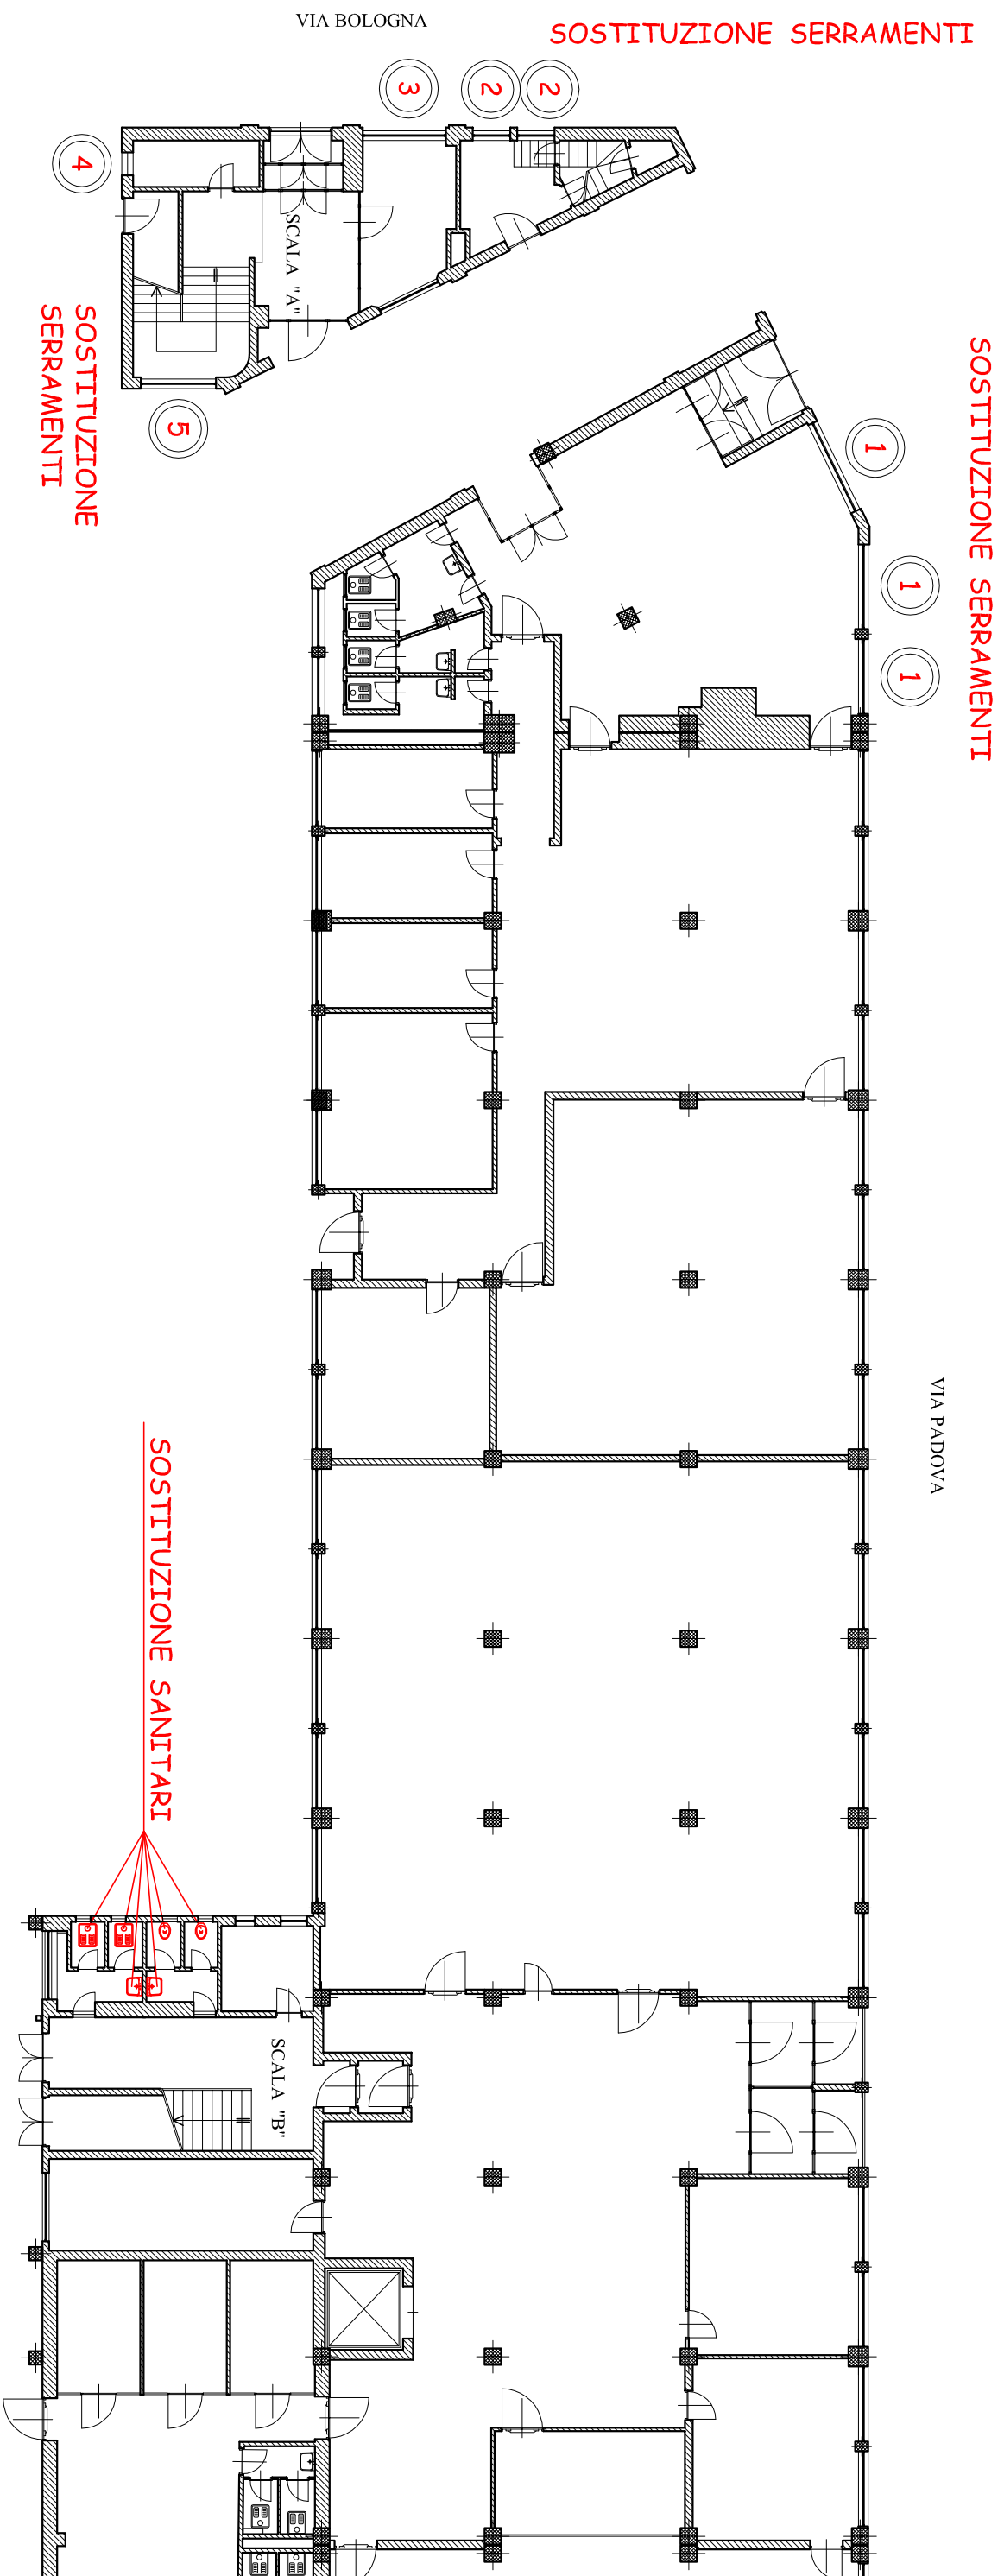 VIA BOLOGNA
SOSTITUZIONE SERRAMENTI
3
2
2
4
SCALA "A"
SOSTITUZIONE
SERRAMENTI
5
SOSTITUZIONE SERRAMENTI
1
1
1
VIA PADOVA
SOSTITUZIONE SANITARI
SCALA "B"